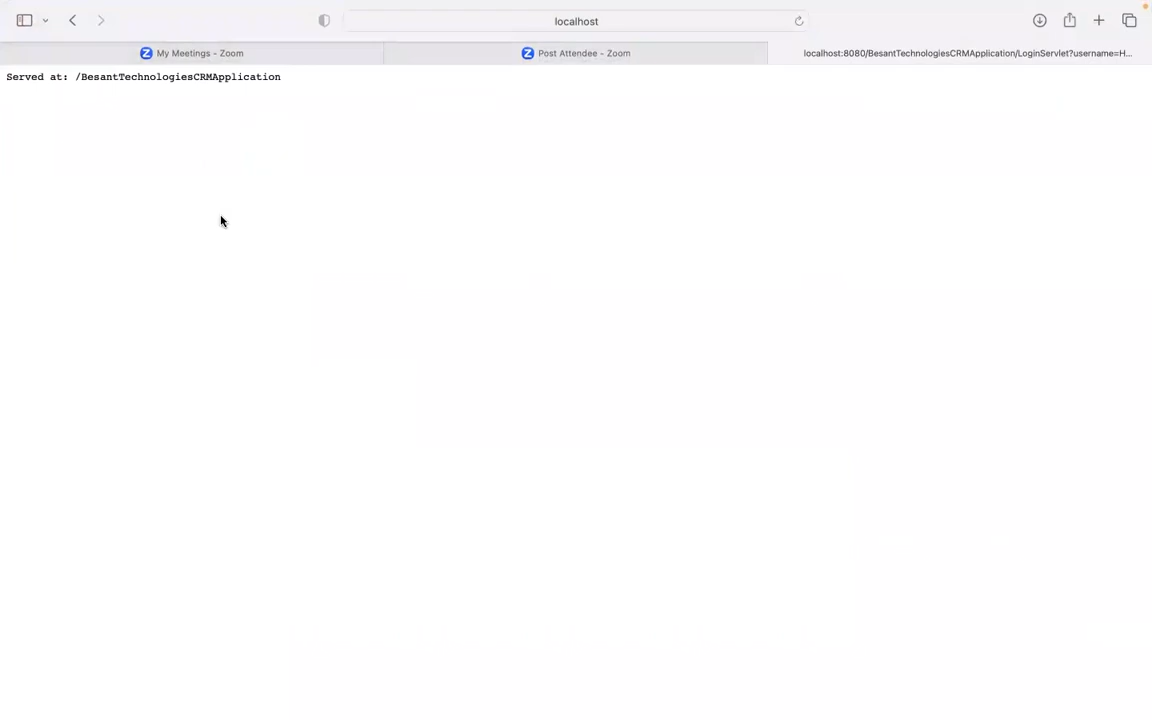 localhost
My Meetings - Zoom
Post Attendee - Zoom
localhost:8080/BesantTechnologiesCRMApplication/LoginServlet?username=H...
Served at: /BesantTechnologiesCRMApplication